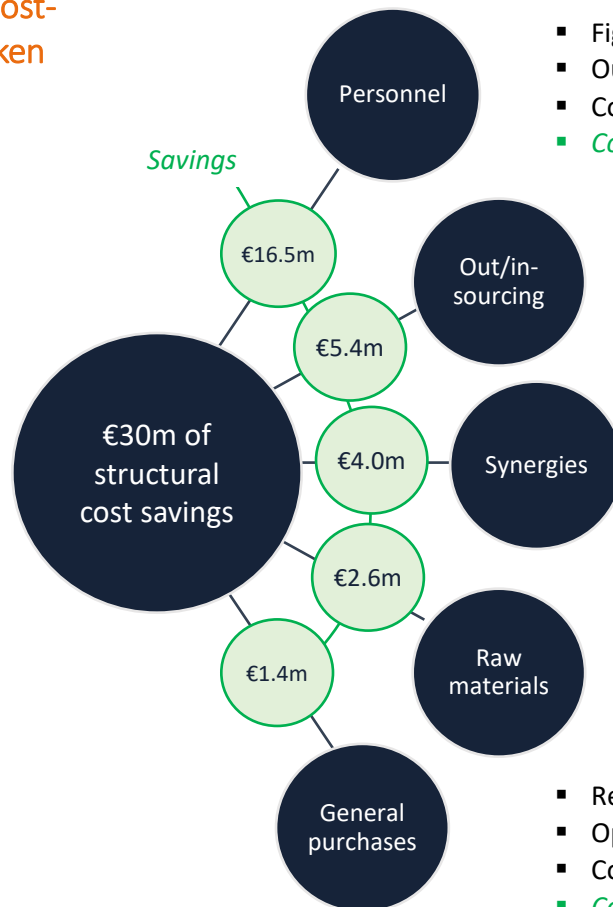 Personnel
Savings
€16.5m
Out/in-
sourcing
€5.4m
€30m of
structural
cost savings
€4.0m
Synergies
€2.6m
Raw
materials
€1.4m
General
purchases